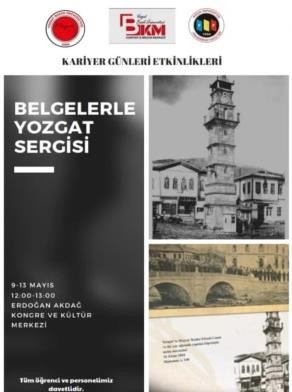 BKM
KARİYER GÜNLERİ ETKİNLİKLERİ
BELGELERLE
YOZGAT
SERGİSİ
9-13 MAYIS
12:00-13:00
ERDOĞAN AKDAĞ
KONGRE VE KÜLTÜR
MERKEZİ
Tüm öğrenci ve personelimiz
davetlidir.